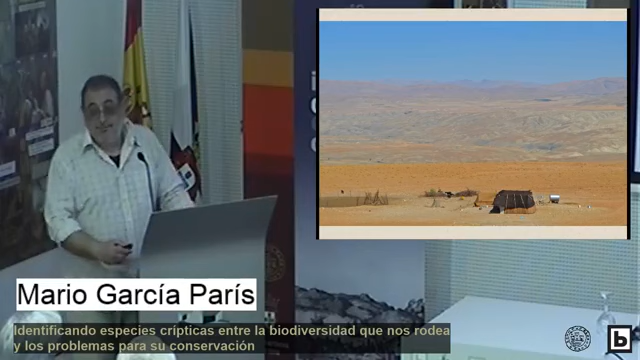 Mario García París
Identificando especies crípticas entre la biodiversidad que nos rodea
y los problemas para su conservación
b